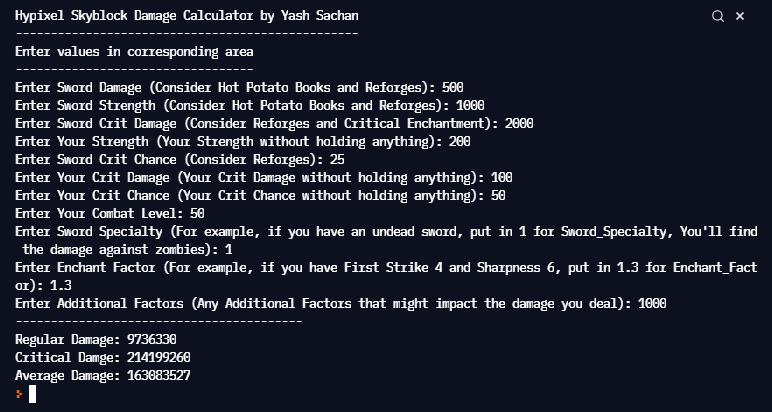 Hypixel Skyblock Damage Calculator by Yash Sachan
------------------------------------------------
Enter values in corresponding area
---------------------------------
Enter Sword Damage (Consider Hot Potato Books and Reforges): 500
Enter Sword Strength (Consider Hot Potato Books and Reforges): 1000
Enter Sword Crit Damage (Consider Reforges and Critical Enchantment): 2000
Enter Your Strength (Your Strength without holding anything): 200
Enter Sword Crit Chance (Consider Reforges): 25
Enter Your Crit Damage (Your Crit Damage without holding anything): 100
Enter Your Crit Chance (Your Crit Chance without holding anything): 50
Enter Your Combat Level: 50
Enter Sword Specialty (For example, if you have an undead sword, put in 1 for Sword_Specialty, You'll find
 the damage against zombies): 1
Enter Enchant Factor (For example, if you have First Strike 4 and Sharpness 6, put in 1.3 for Enchant_Fact
or): 1.3
Enter Additional Factors (Any Additional Factors that might impact the damage you deal): 1000
----------------------------------------
Regular Damage: 9736330
Critical Damge: 214199260
Average Damage: 163083527
>